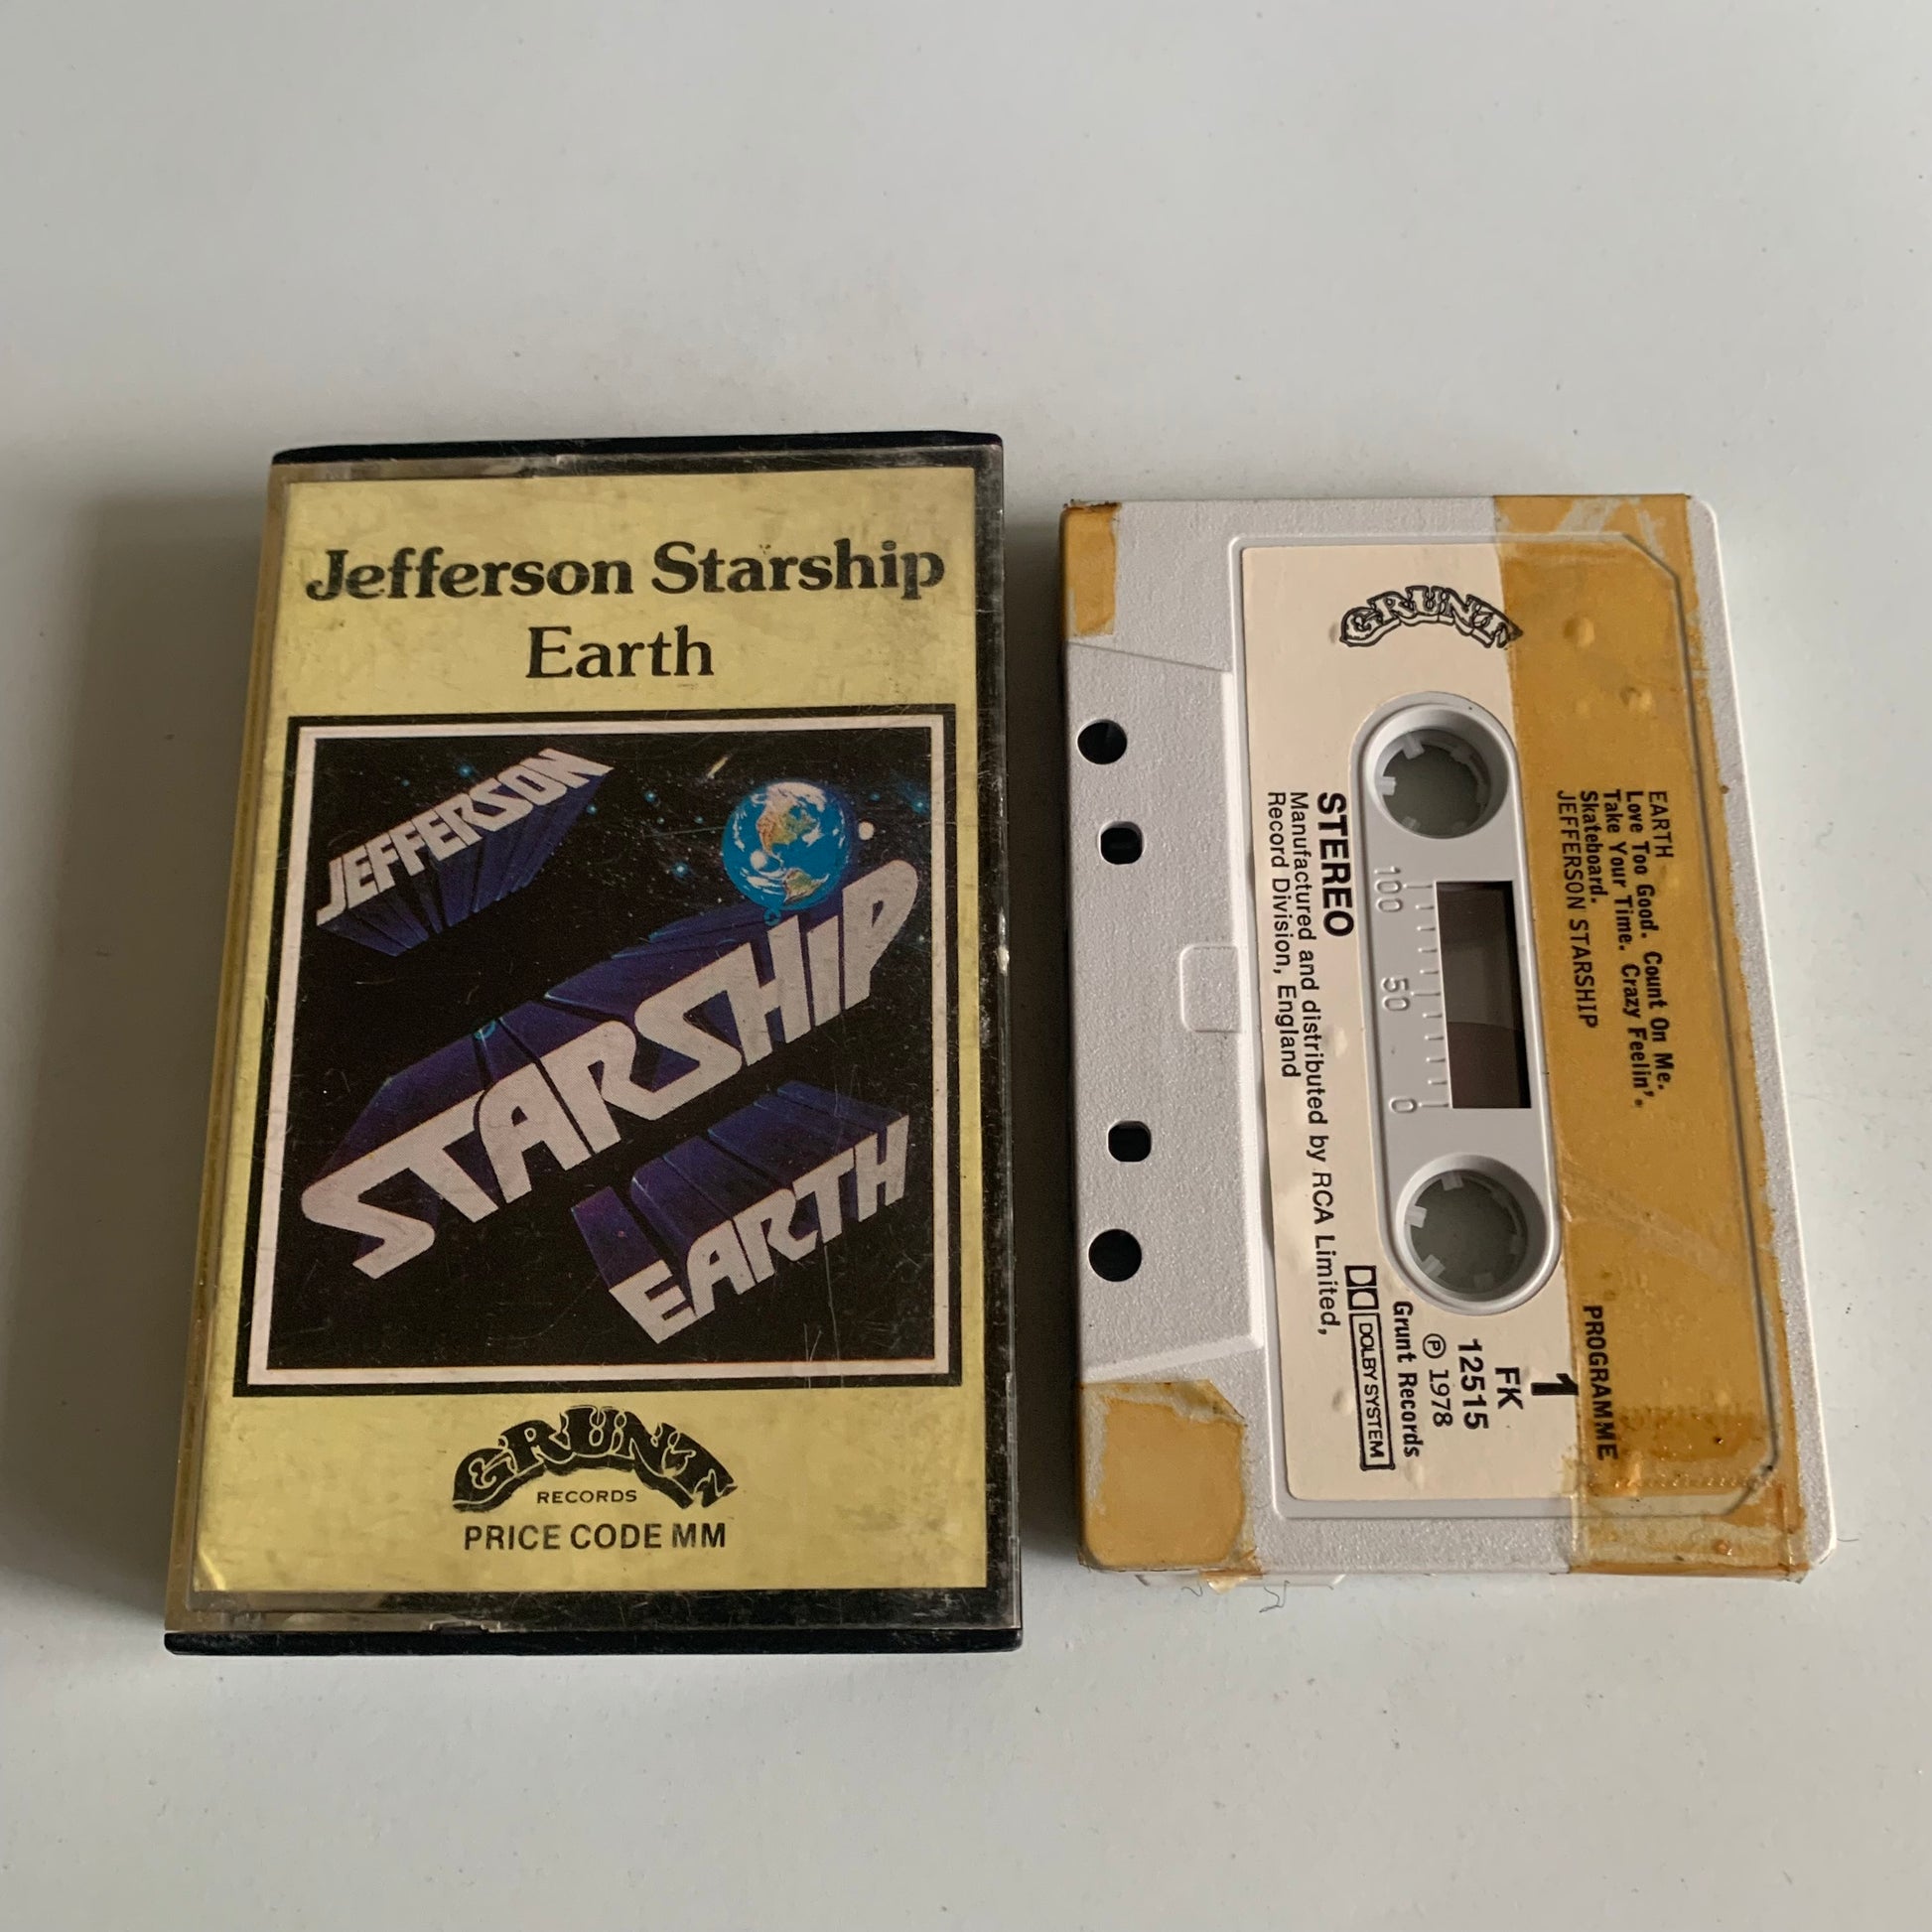 Jefferson Starship
Earth
JEFFERSON
STARSHIP
EARTH
GRUNT
RECORDS
PRICE CODE MM
EARTH
Love Too Good. Count On Me.
Take Your Time. Crazy Feelin'.
Skateboard.
JEFFERSON STARSHIP
PROGRAMME
1
GRUNT
FK
12515
℗ 1978
Grunt Records
100 50 0
DOLBY SYSTEM
STEREO
Manufactured and distributed by RCA Limited,
Record Division, England